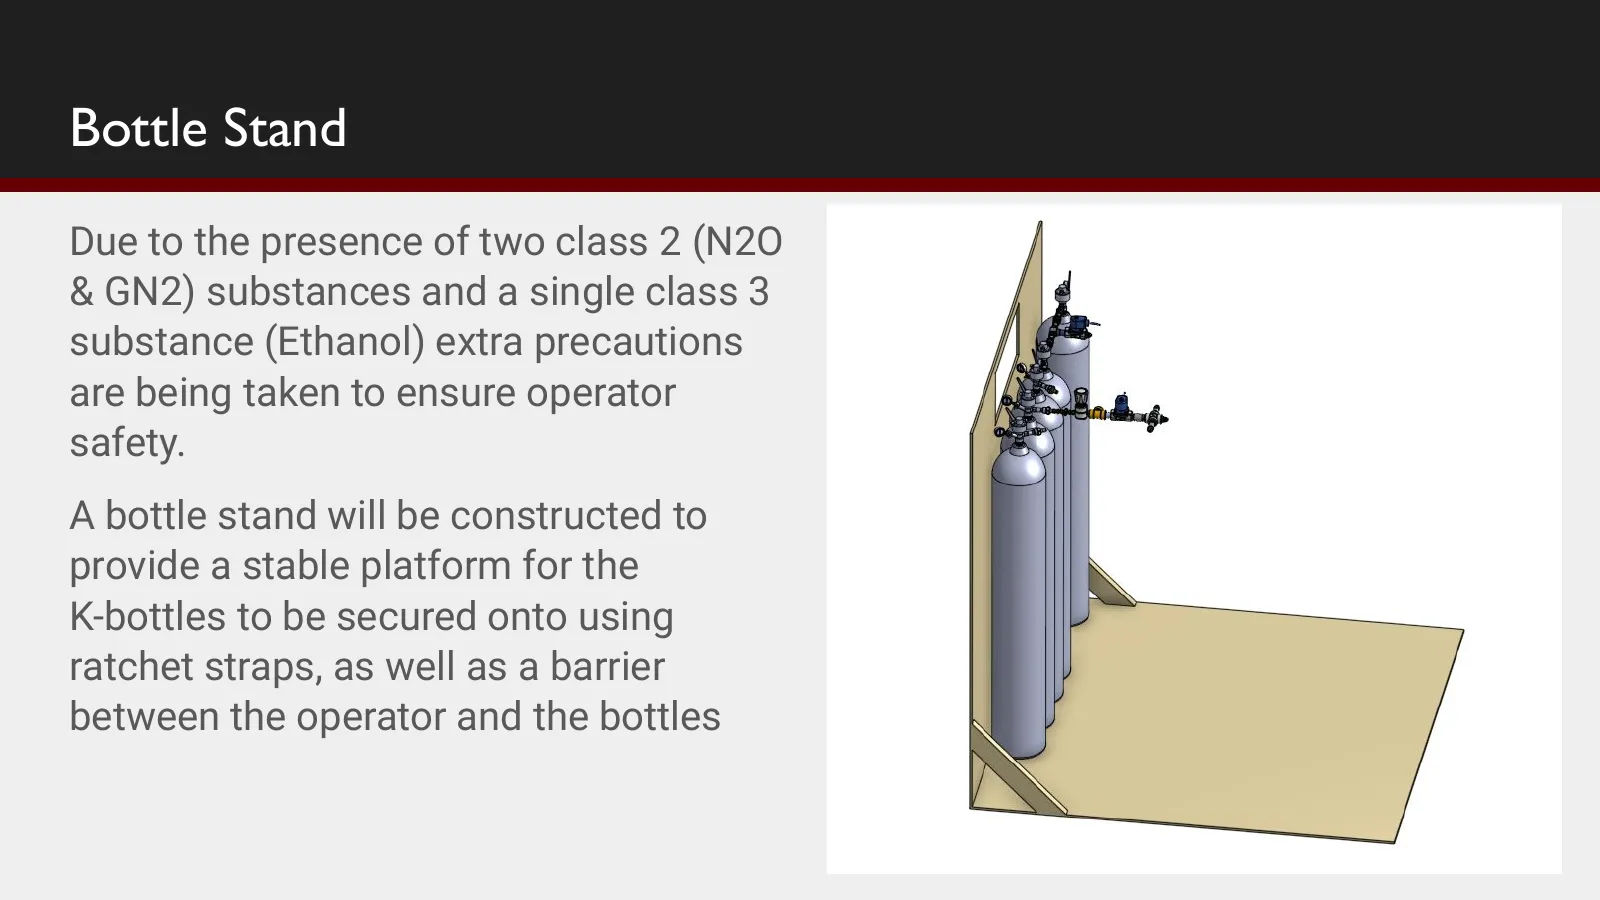 Bottle Stand
Due to the presence of two class 2 (N2O
& GN2) substances and a single class 3
substance (Ethanol) extra precautions
are being taken to ensure operator
safety.
A bottle stand will be constructed to
provide a stable platform for the
K-bottles to be secured onto using
ratchet straps, as well as a barrier
between the operator and the bottles